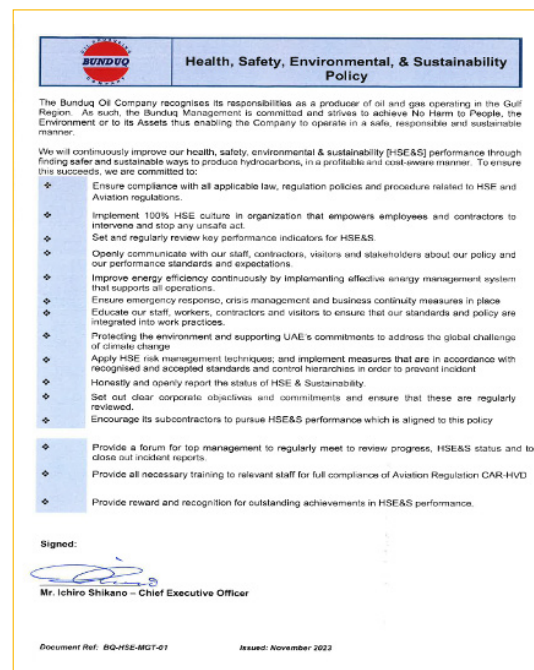 OIL CORPORATION
BUNDUQ
COMPANY
Health, Safety, Environmental, & Sustainability
Policy
The Bunduq Oil Company recognises its responsibilities as a producer of oil and gas operating in the Gulf
Region. As such, the Bunduq Management is committed and strives to achieve No Harm to People, the
Environment or to its Assets thus enabling the Company to operate in a safe, responsible and sustainable
manner.
We will continuously improve our health, safety, environmental & sustainability [HSE&S] performance through
finding safer and sustainable ways to produce hydrocarbons, in a profitable and cost-aware manner. To ensure
this succeeds, we are committed to:
❖ Ensure compliance with all applicable law, regulation policies and procedure related to HSE and
Aviation regulations.
❖ Implement 100% HSE culture in organization that empowers employees and contractors to
intervene and stop any unsafe act.
❖ Set and regularly review key performance indicators for HSE&S.
❖ Openly communicate with our staff, contractors, visitors and stakeholders about our policy and
our performance standards and expectations.
❖ Improve energy efficiency continuously by implementing effective energy management system
that supports all operations.
❖ Ensure emergency response, crisis management and business continuity measures in place
❖ Educate our staff, workers, contractors and visitors to ensure that our standards and policy are
integrated into work practices.
❖ Protecting the environment and supporting UAE's commitments to address the global challenge
of climate change
❖ Apply HSE risk management techniques; and implement measures that are in accordance with
recognised and accepted standards and control hierarchies in order to prevent incident
❖ Honestly and openly report the status of HSE & Sustainability.
❖ Set out clear corporate objectives and commitments and ensure that these are regularly
reviewed.
❖ Encourage its subcontractors to pursue HSE&S performance which is aligned to this policy
❖ Provide a forum for top management to regularly meet to review progress, HSE&S status and to
close out incident reports.
❖ Provide all necessary training to relevant staff for full compliance of Aviation Regulation CAR-HVD
❖ Provide reward and recognition for outstanding achievements in HSE&S performance.
Signed:
Mr. Ichiro Shikano – Chief Executive Officer
Document Ref: BQ-HSE-MGT-01 Issued: November 2023